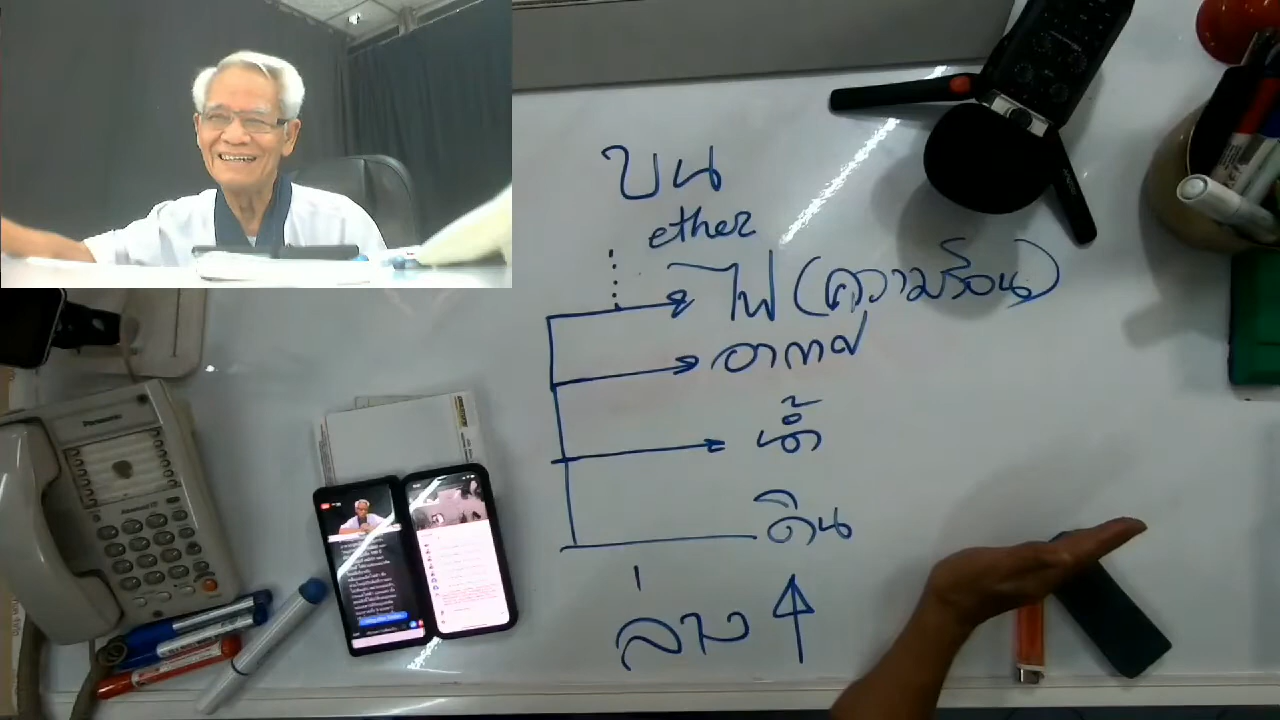 บน
ether
ไฟ (ความร้อน)
อากาศ
น้ำ
ดิน
ล่าง
Panasonic